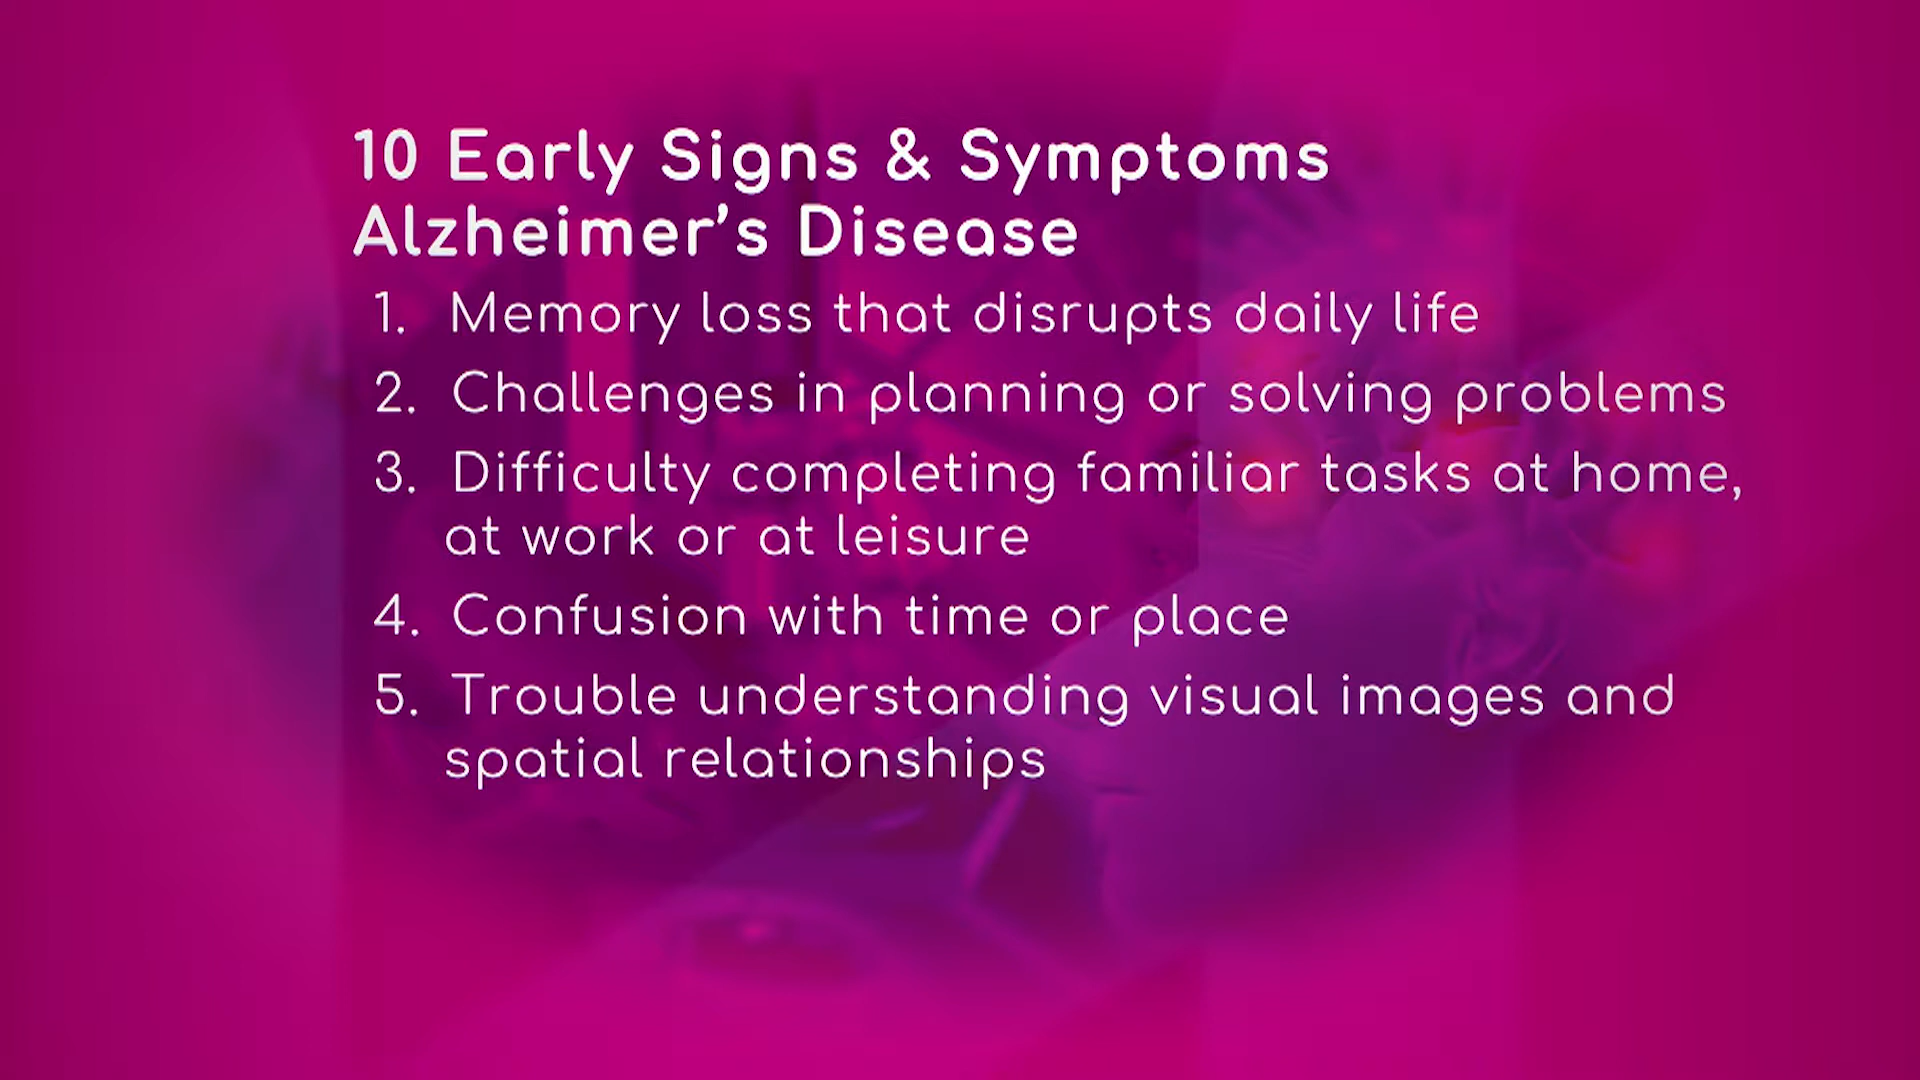 10 Early Signs & Symptoms
Alzheimer’s Disease
1. Memory loss that disrupts daily life
2. Challenges in planning or solving problems
3. Difficulty completing familiar tasks at home,
at work or at leisure
4. Confusion with time or place
5. Trouble understanding visual images and
spatial relationships